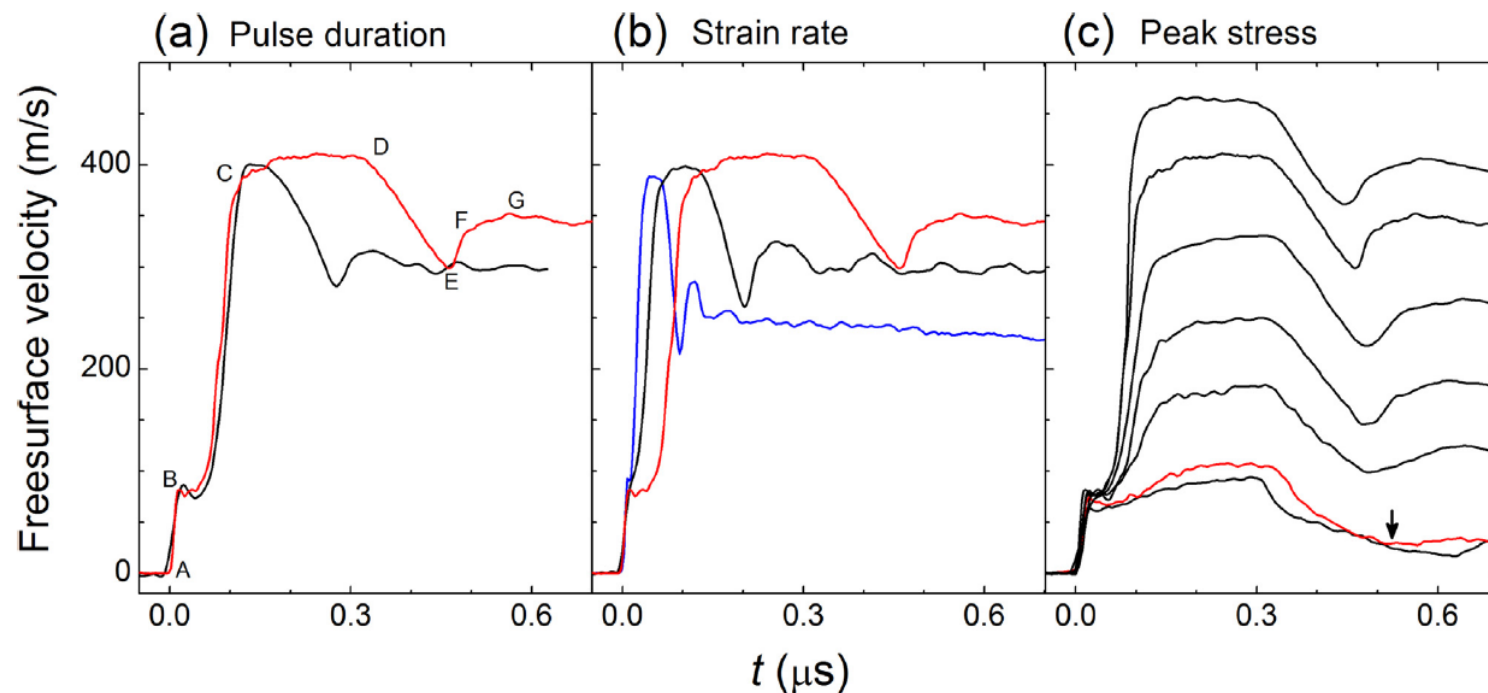 (a) Pulse duration
(b) Strain rate
(c) Peak stress
Freesurface velocity (m/s)
400
200
0
A
B
C
D
E
F
G
0.0 0.3 0.6
0.0 0.3 0.6
0.0 0.3 0.6
t (μs)